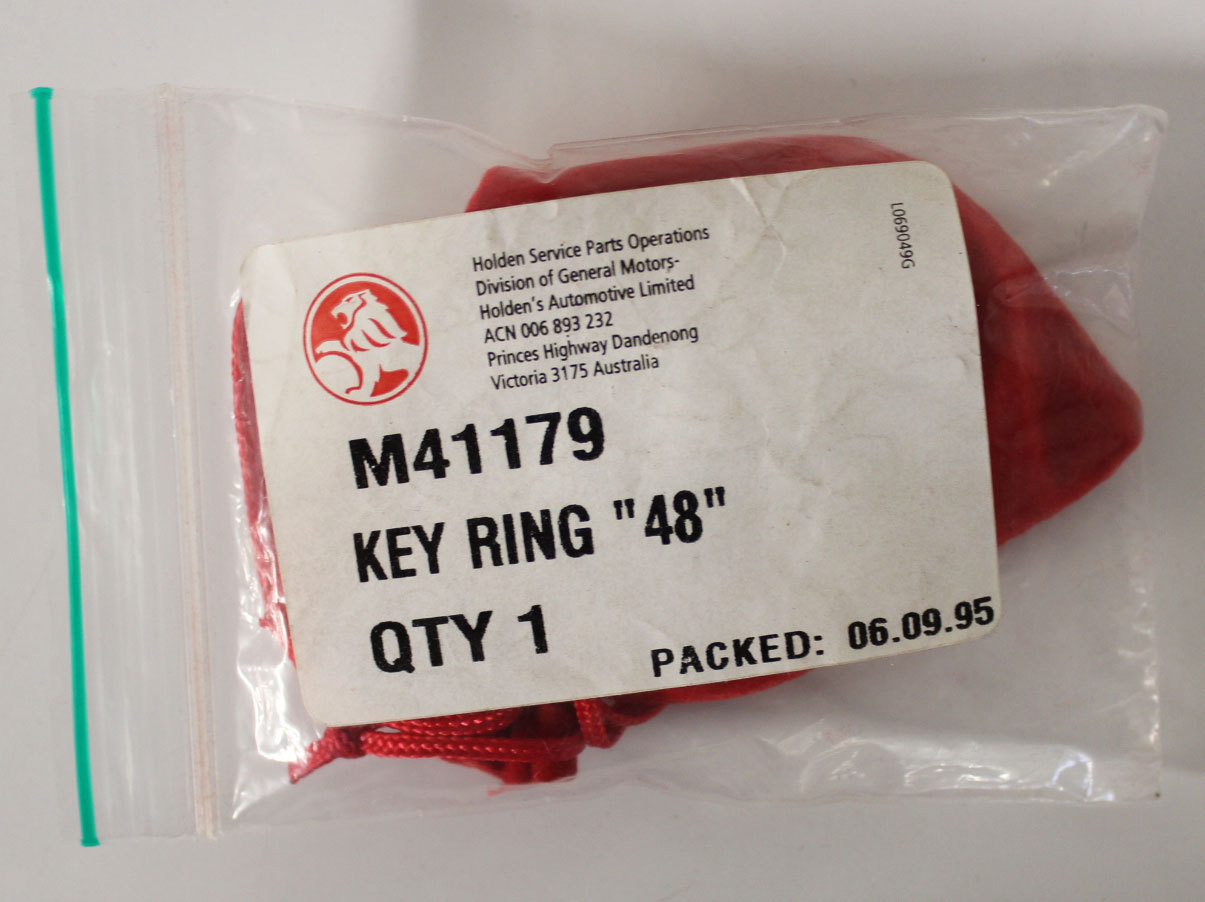 Holden Service Parts Operations
Division of General Motors-
Holden's Automotive Limited
ACN 006 893 232
Princes Highway Dandenong
Victoria 3175 Australia
L069049G
M41179
KEY RING "48"
QTY 1
PACKED: 06.09.95